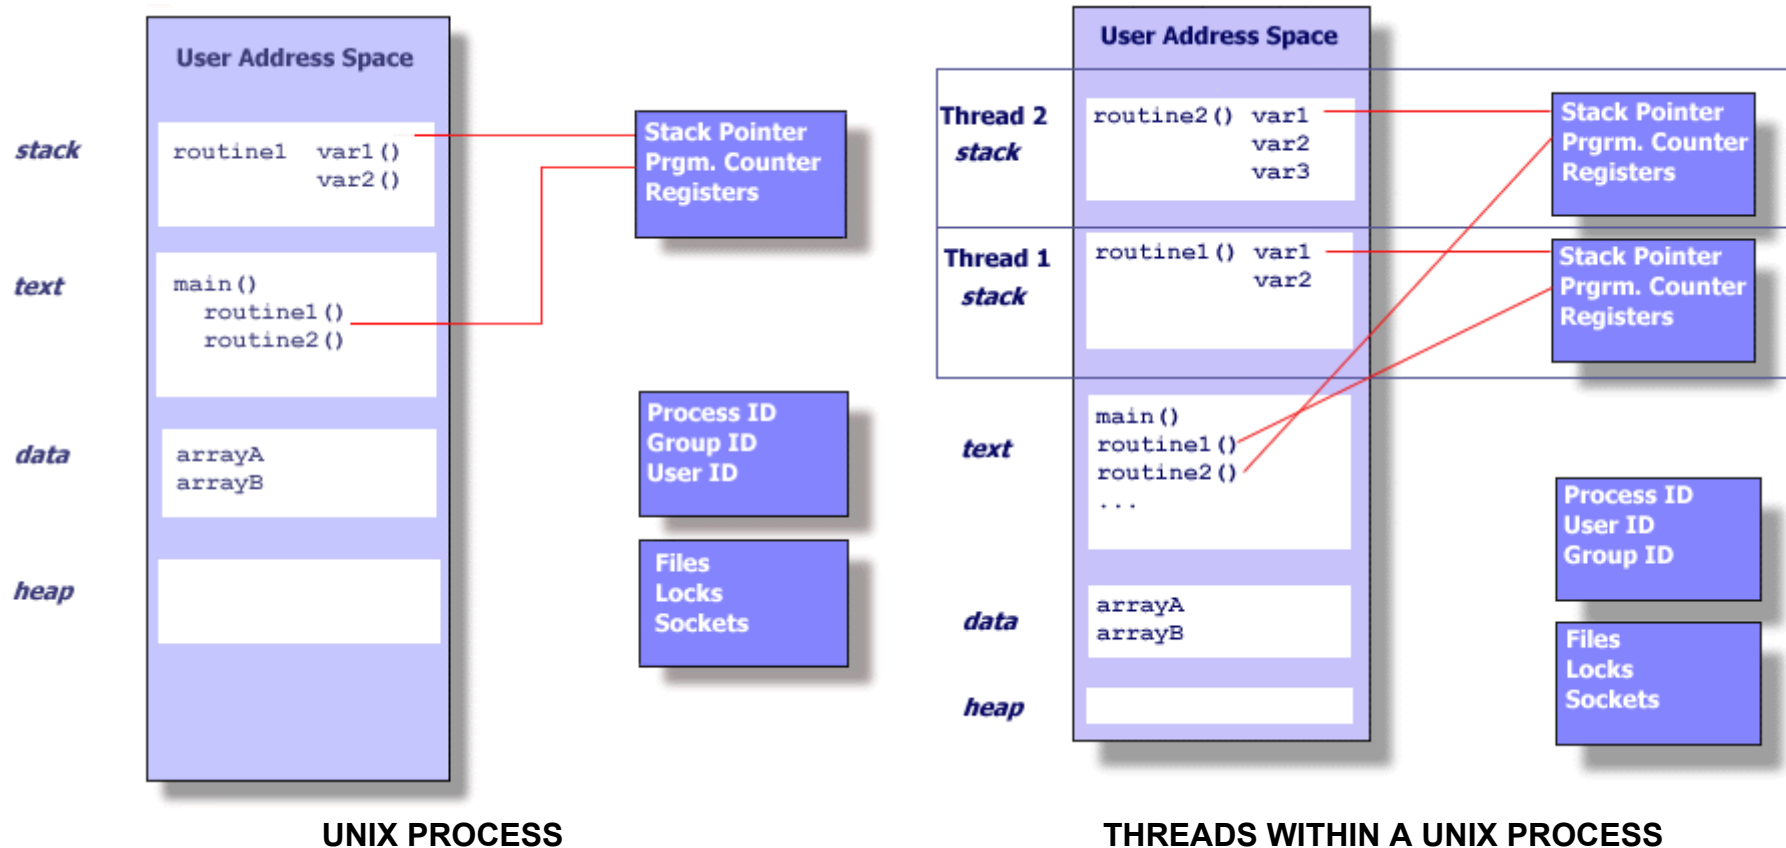 User Address Space
stack
routine1 var1()
var2()
Stack Pointer
Prgm. Counter
Registers
text
main()
routine1()
routine2()
data
arrayA
arrayB
Process ID
Group ID
User ID
heap
Files
Locks
Sockets
UNIX PROCESS
User Address Space
Thread 2
stack
routine2() var1
var2
var3
Stack Pointer
Prgrm. Counter
Registers
Thread 1
stack
routine1() var1
var2
Stack Pointer
Prgrm. Counter
Registers
text
main()
routine1()
routine2()
...
Process ID
User ID
Group ID
data
arrayA
arrayB
Files
Locks
Sockets
heap
THREADS WITHIN A UNIX PROCESS